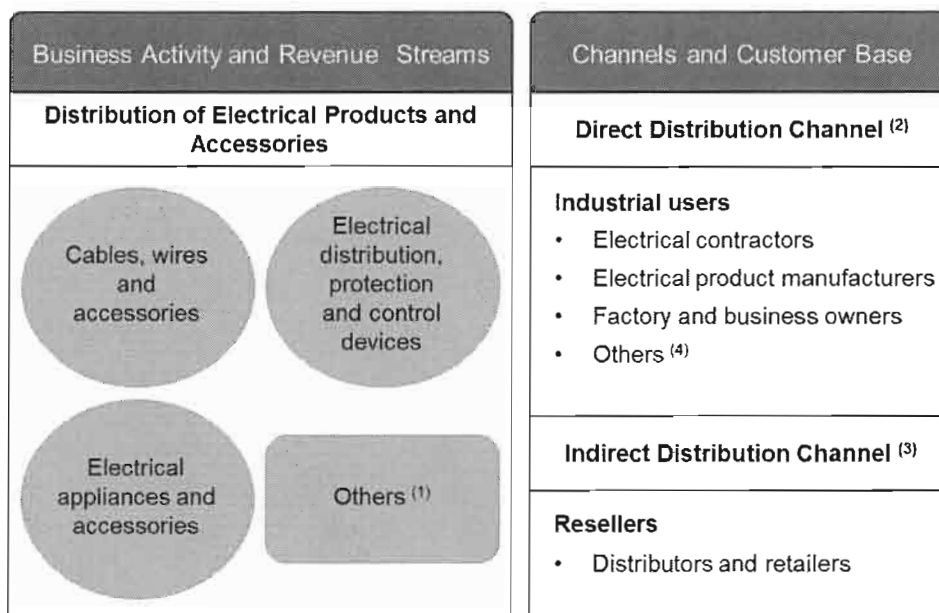 Business Activity and Revenue Streams
Distribution of Electrical Products and
Accessories
Cables, wires
and
accessories
Electrical
distribution,
protection
and control
devices
Electrical
appliances and
accessories
Others (1)
Channels and Customer Base
Direct Distribution Channel (2)
Industrial users
• Electrical contractors
• Electrical product manufacturers
• Factory and business owners
• Others (4)
Indirect Distribution Channel (3)
Resellers
• Distributors and retailers